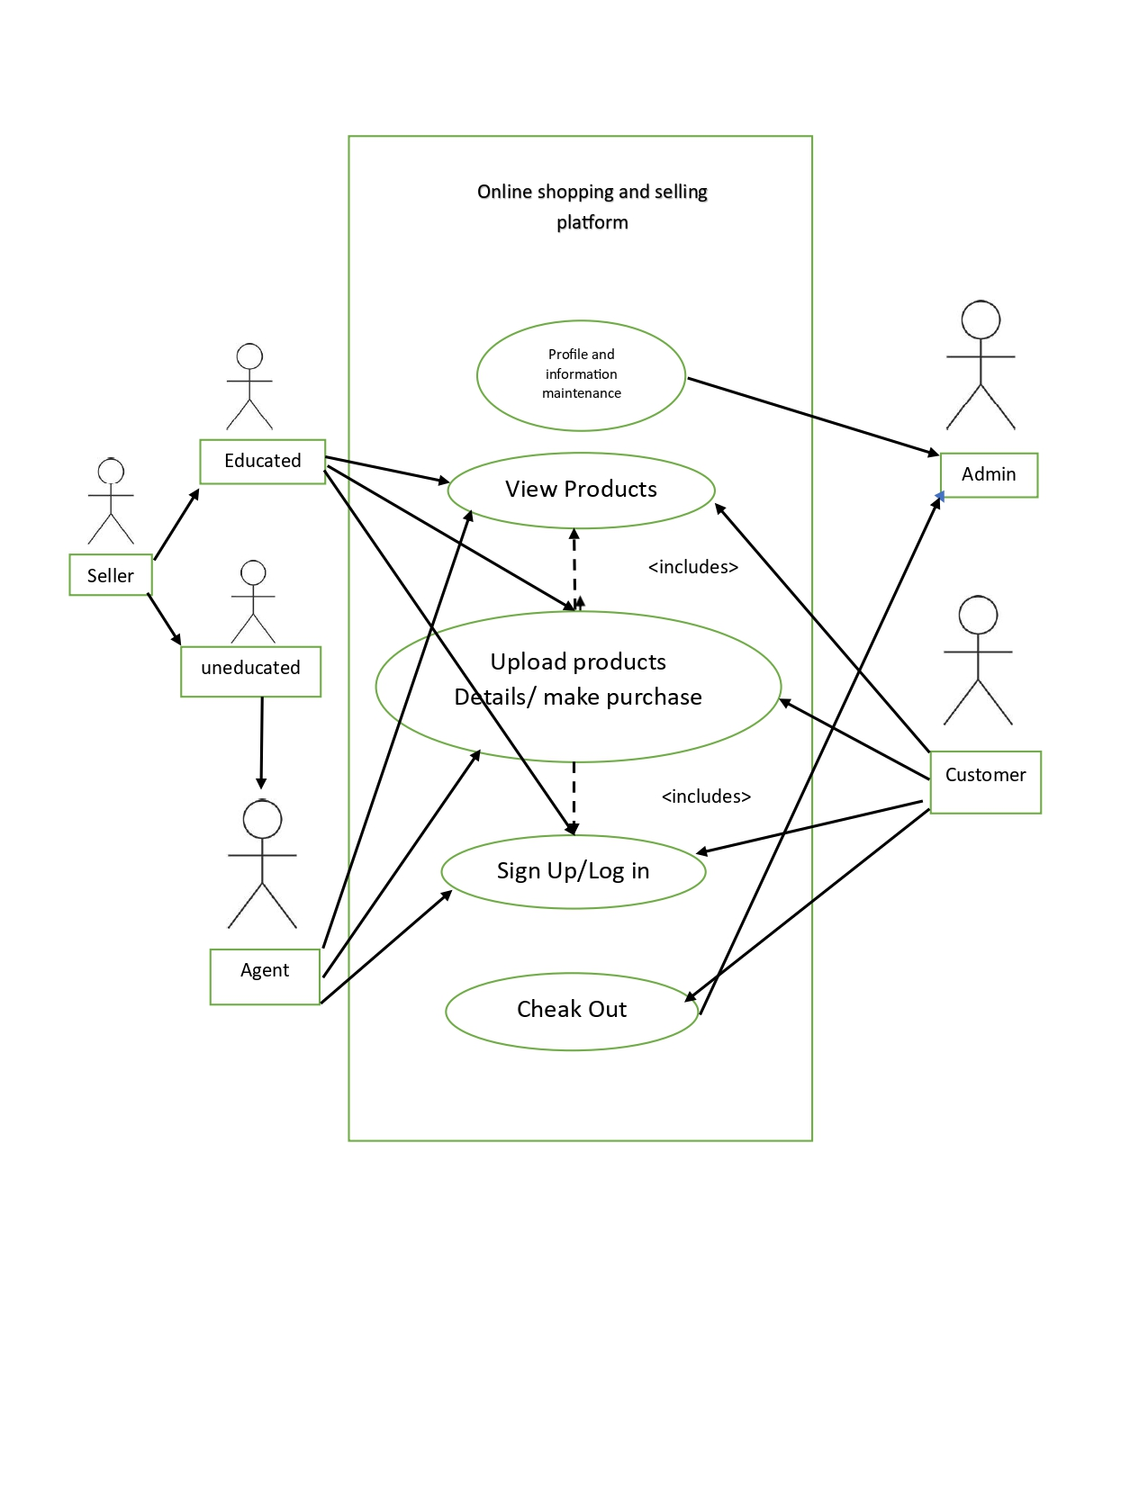 Online shopping and selling
platform
Profile and
information
maintenance
Educated
View Products
Admin
Seller
<includes>
uneducated
Upload products
Details/ make purchase
Customer
<includes>
Sign Up/Log in
Agent
Cheak Out